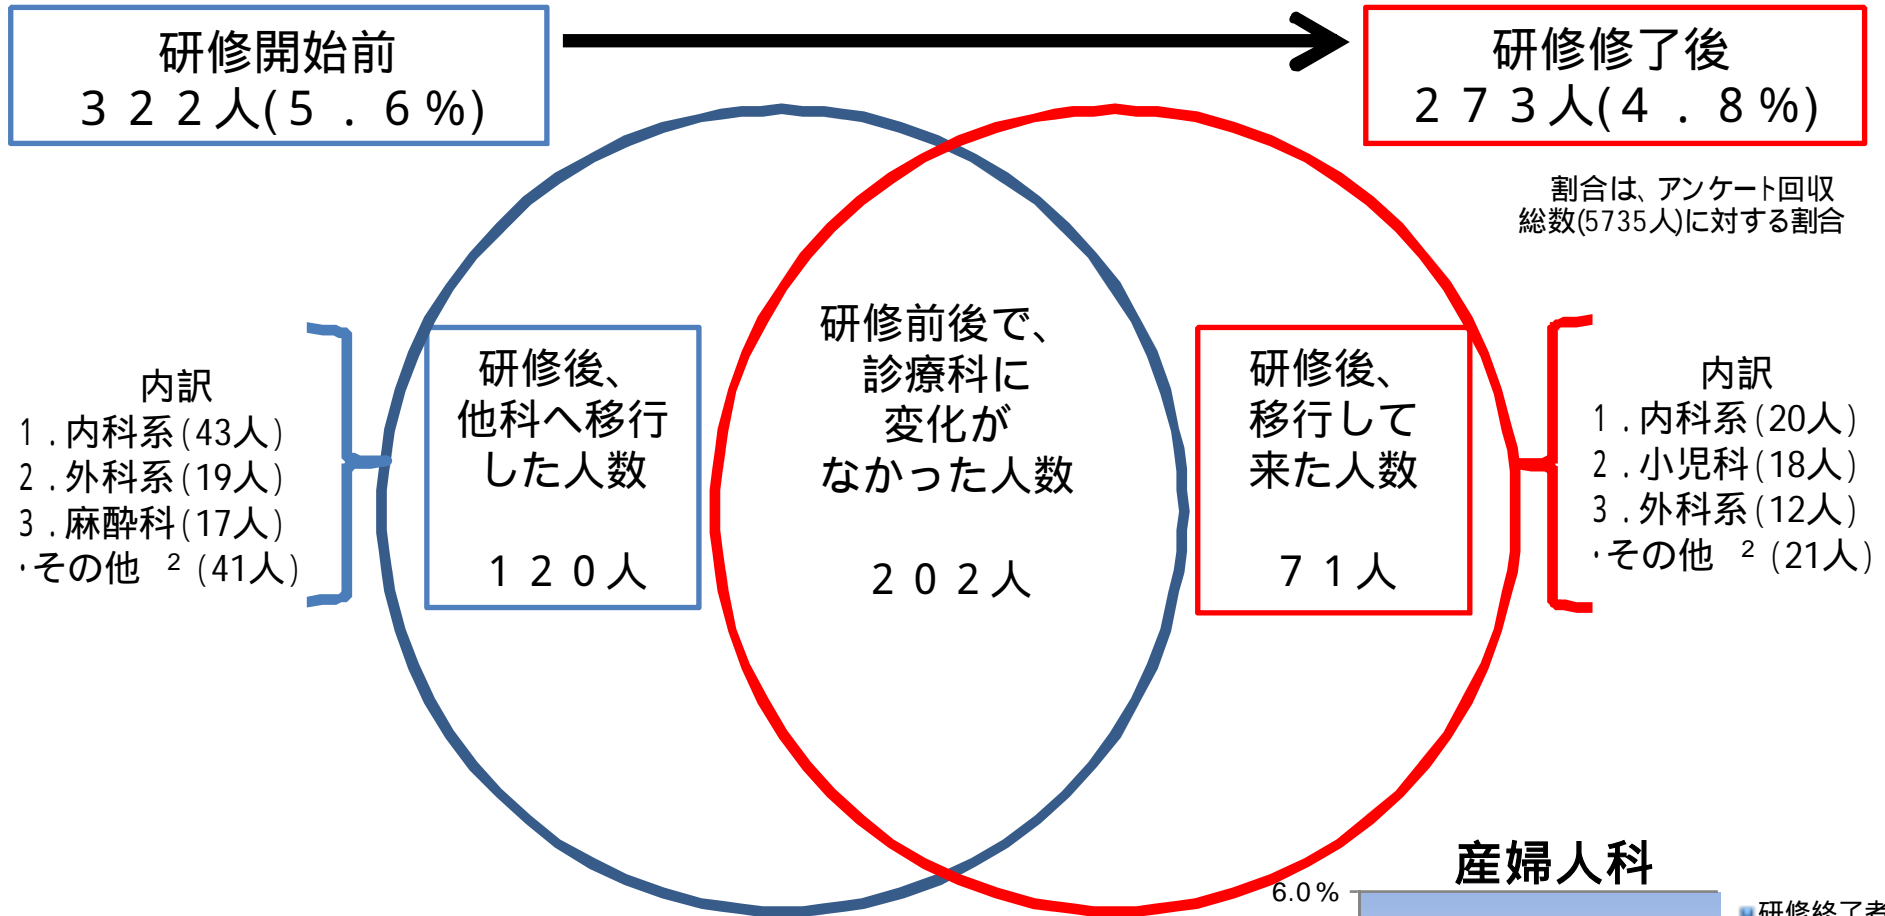 研修開始前
３２２人(５．６%)
研修修了後
２７３人(４．８%)
割合は、アンケート回収
総数(5735人)に対する割合
内訳
１．内科系(43人)
２．外科系(19人)
３．麻酔科(17人)
・その他 ２ (41人)
研修後、
他科へ移行
した人数
１２０人
研修前後で、
診療科に
変化が
なかった人数
２０２人
研修後、
移行して
来た人数
７１人
内訳
１．内科系(20人)
２．小児科(18人)
３．外科系(12人)
・その他 ２ (21人)
産婦人科
6.0%
研修終了者